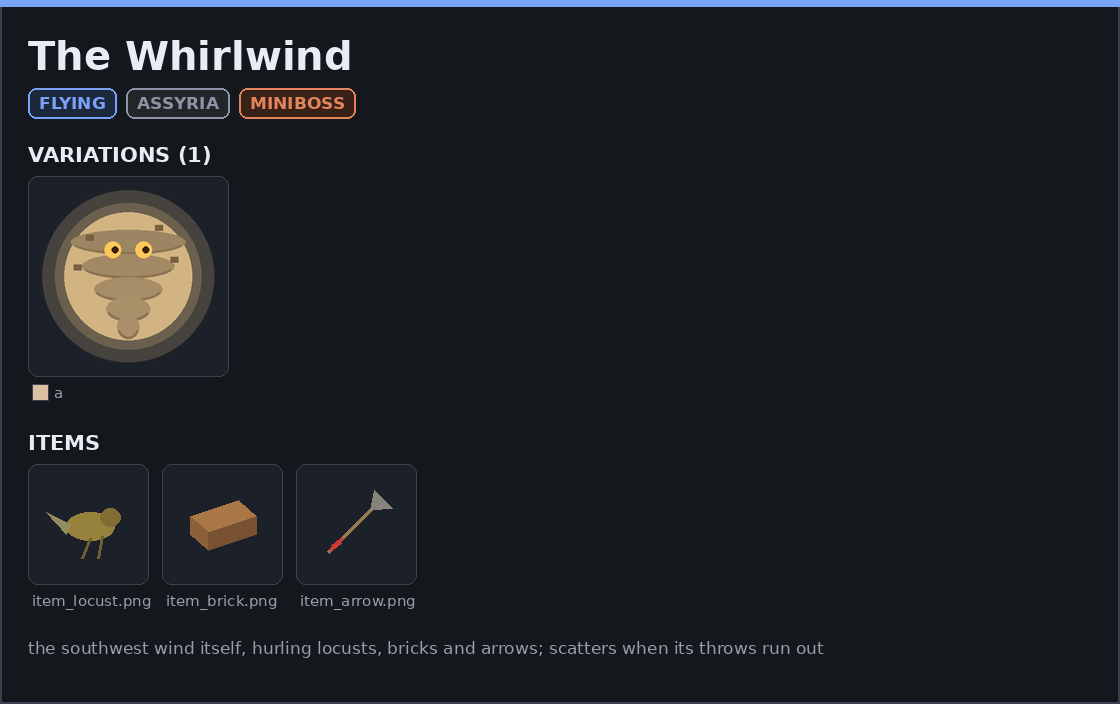 The Whirlwind
FLYING ASSYRIA MINIBOSS
VARIATIONS (1)
a
ITEMS
item_locust.png item_brick.png item_arrow.png
the southwest wind itself, hurling locusts, bricks and arrows; scatters when its throws run out